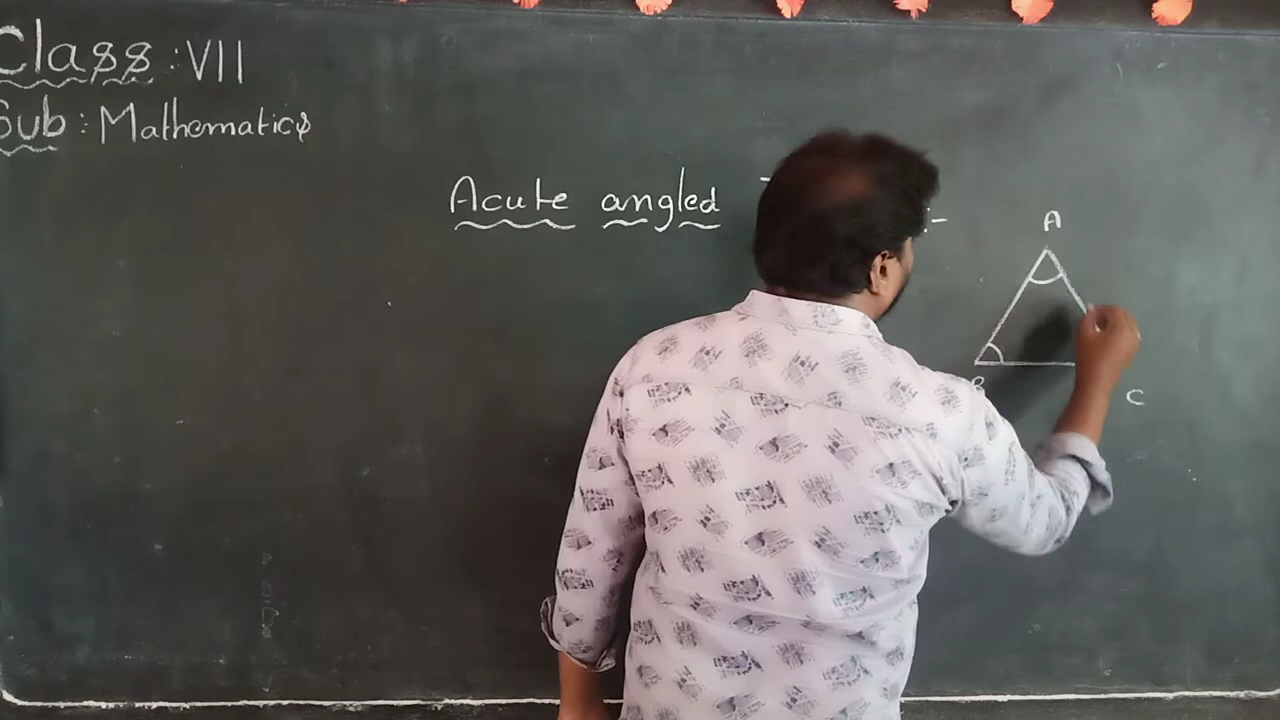 Class : VII
Sub : Mathematics
Acute angled :-
A
B
C